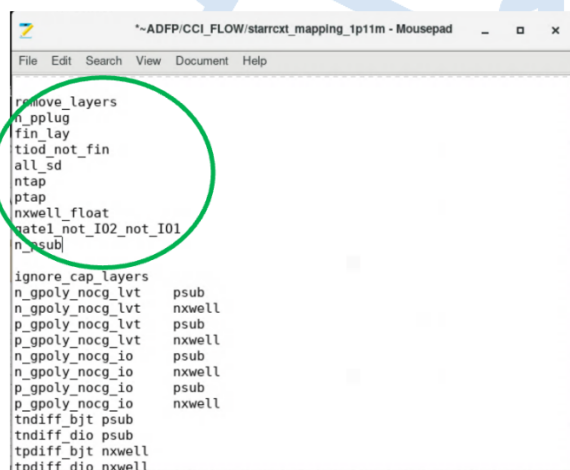 *~ADFP/CCI_FLOW/starrcxt_mapping_1p11m - Mousepad
File Edit Search View Document Help
remove_layers
n_pplug
fin_lay
tiod_not_fin
all_sd
ntap
ptap
nxwell_float
gate1_not_IO2_not_IO1
n_psub
ignore_cap_layers
n_gpoly_nocg_lvt psub
n_gpoly_nocg_lvt nxwell
p_gpoly_nocg_lvt psub
p_gpoly_nocg_lvt nxwell
n_gpoly_nocg_io psub
n_gpoly_nocg_io nxwell
p_gpoly_nocg_io psub
p_gpoly_nocg_io nxwell
tndiff_bjt psub
tndiff_dio psub
tpdiff_bjt nxwell
tpdiff_dio nxwell